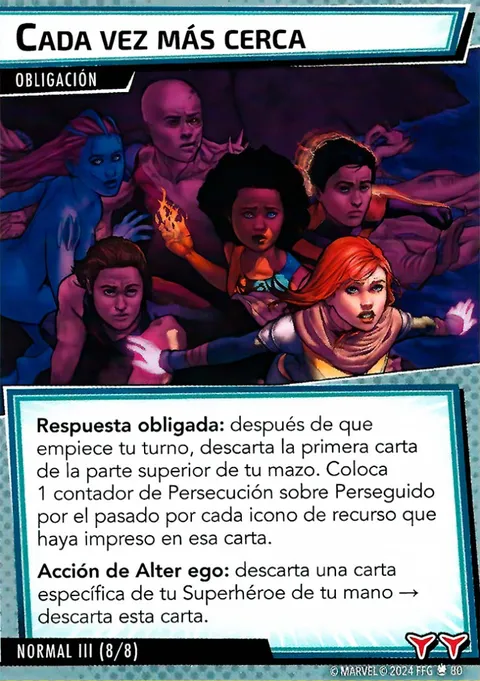 CADA VEZ MÁS CERCA
OBLIGACIÓN
Respuesta obligada: después de que
empiece tu turno, descarta la primera carta
de la parte superior de tu mazo. Coloca
1 contador de Persecución sobre Perseguido
por el pasado por cada icono de recurso que
haya impreso en esa carta.
Acción de Alter ego: descarta una carta
específica de tu Superhéroe de tu mano →
descarta esta carta.
NORMAL III (8/8)
© MARVEL © 2024 FFG 80